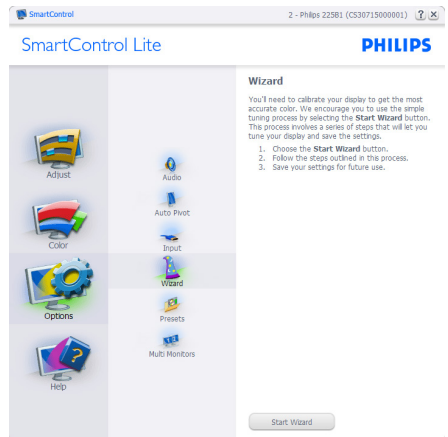 SmartControl
2 - Philips 225B1 (CS30715000001)
SmartControl Lite
PHILIPS
Adjust
Color
Options
Help
Audio
Auto Pivot
Input
Wizard
Presets
Multi Monitors
Wizard
You'll need to calibrate your display to get the most
accurate color. We encourage you to use the simple
tuning process by selecting the Start Wizard button.
This process involves a series of steps that will let you
tune your display and save the settings.
1. Choose the Start Wizard button.
2. Follow the steps outlined in this process.
3. Save your settings for future use.
Start Wizard